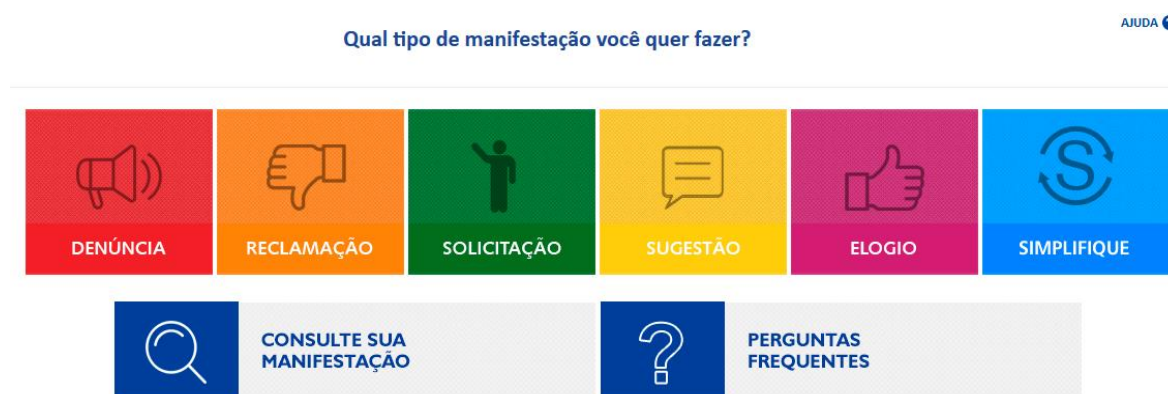 AJUDA
Qual tipo de manifestação você quer fazer?
DENÚNCIA
RECLAMAÇÃO
SOLICITAÇÃO
SUGESTÃO
ELOGIO
SIMPLIFIQUE
CONSULTE SUA
MANIFESTAÇÃO
PERGUNTAS
FREQUENTES